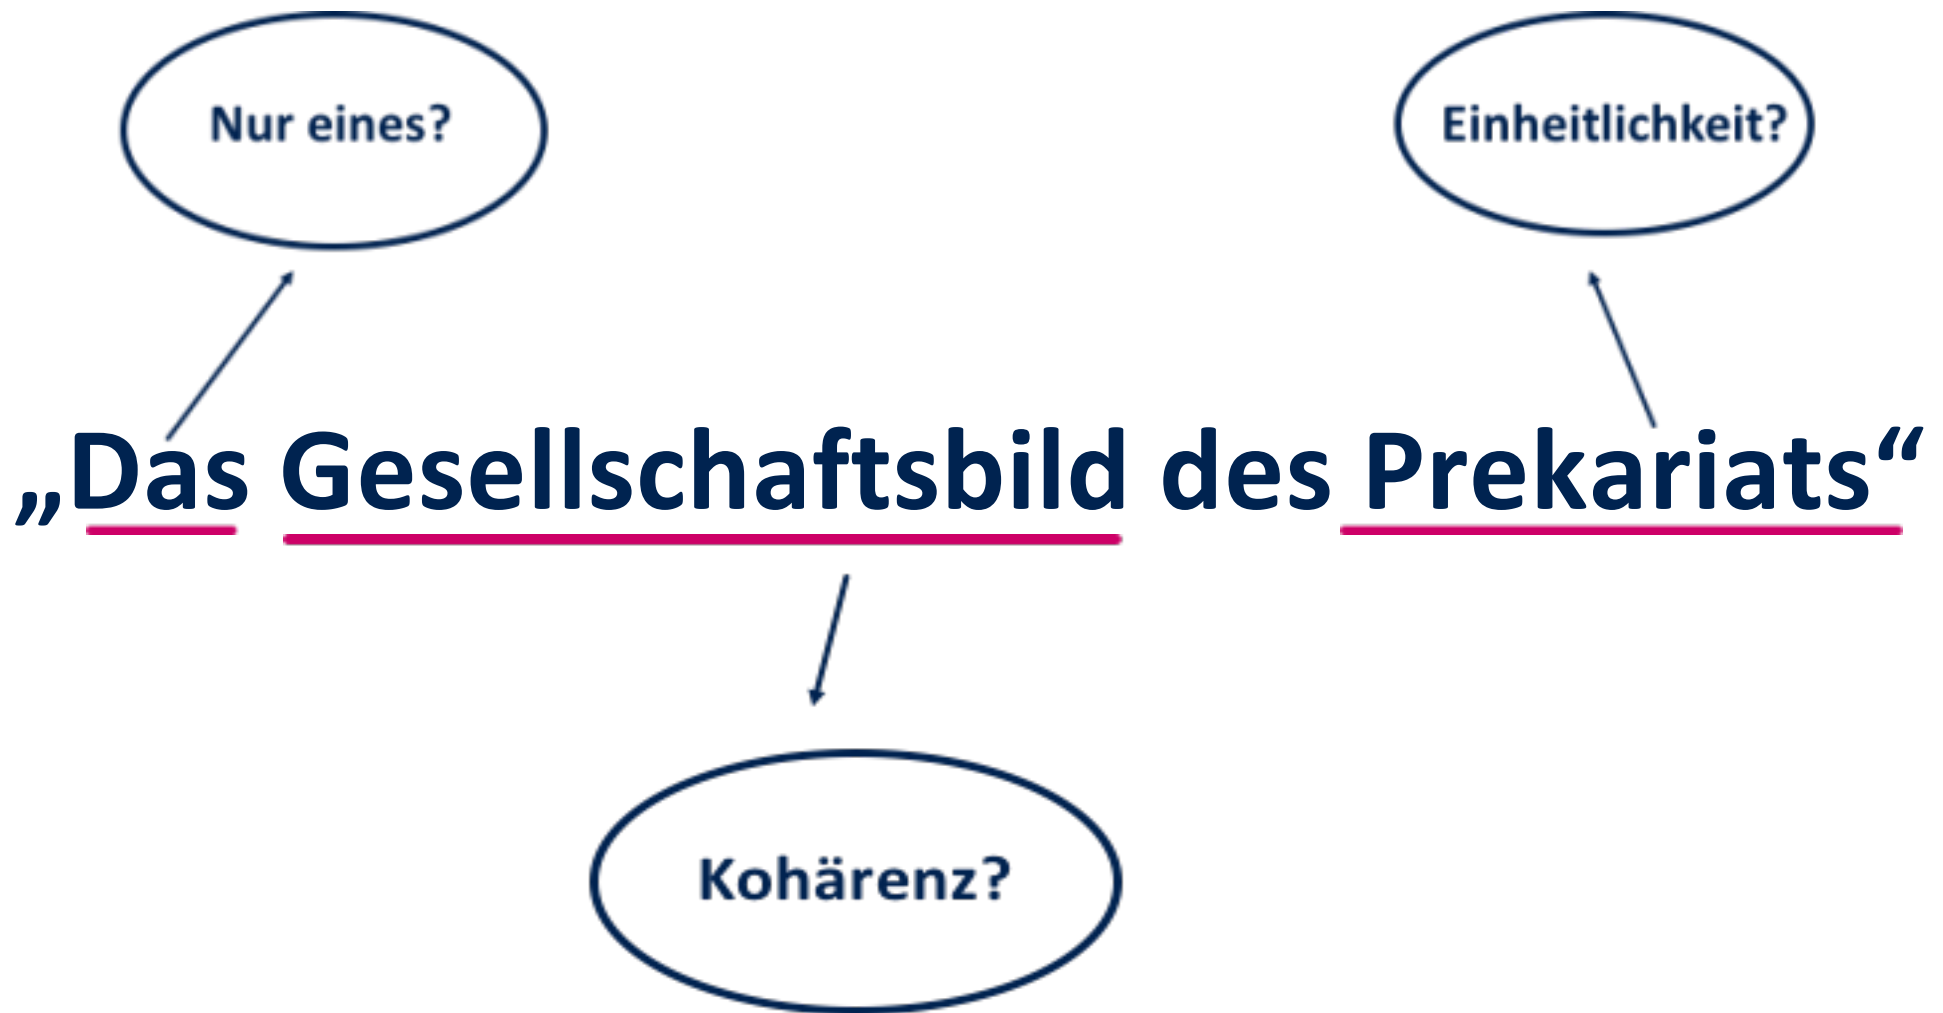 Nur eines?
Einheitlichkeit?
„Das Gesellschaftsbild des Prekariats“
Kohärenz?